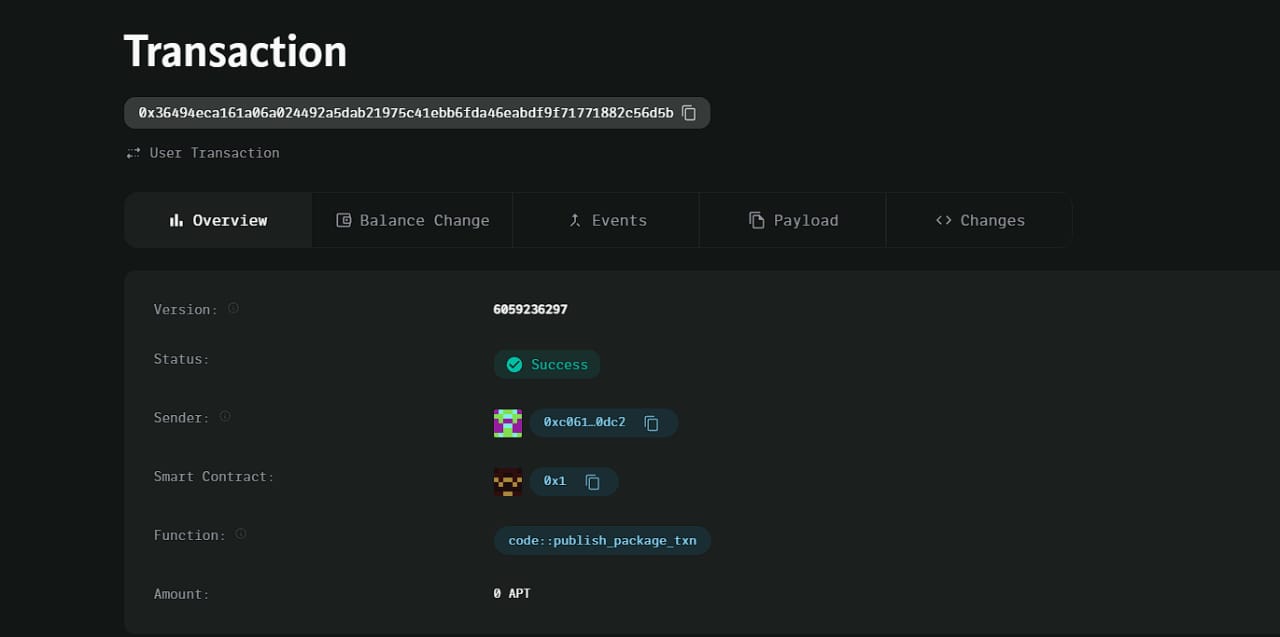 Transaction
0x36494eca161a06a024492a5dab21975c41ebb6fda46eabdf9f71771882c56d5b
User Transaction
Overview
Balance Change
Events
Payload
Changes
Version:
6059236297
Status:
Success
Sender:
0xc061…0dc2
Smart Contract:
0x1
Function:
code::publish_package_txn
Amount:
0 APT